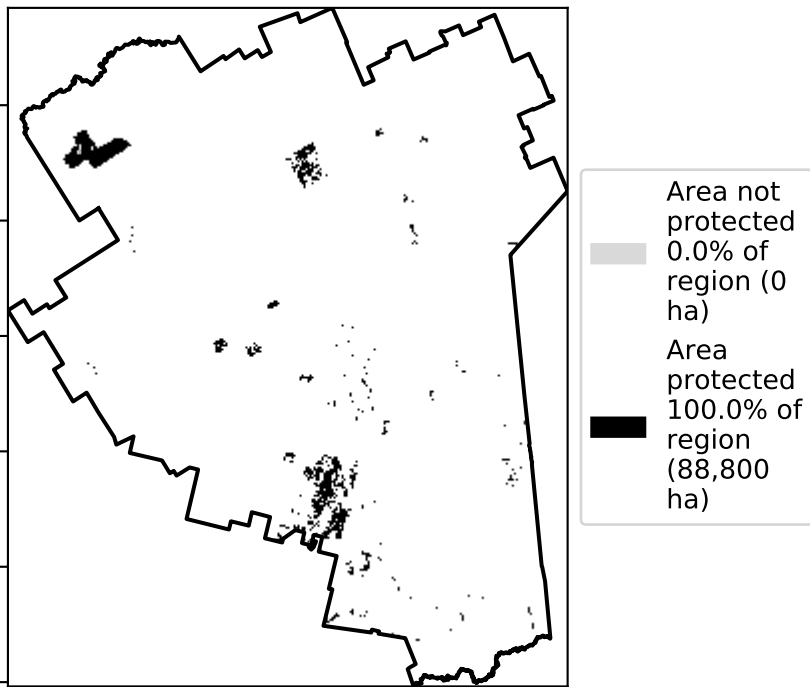 Area not
protected
0.0% of
region (0
ha)
Area
protected
100.0% of
region
(88,800
ha)